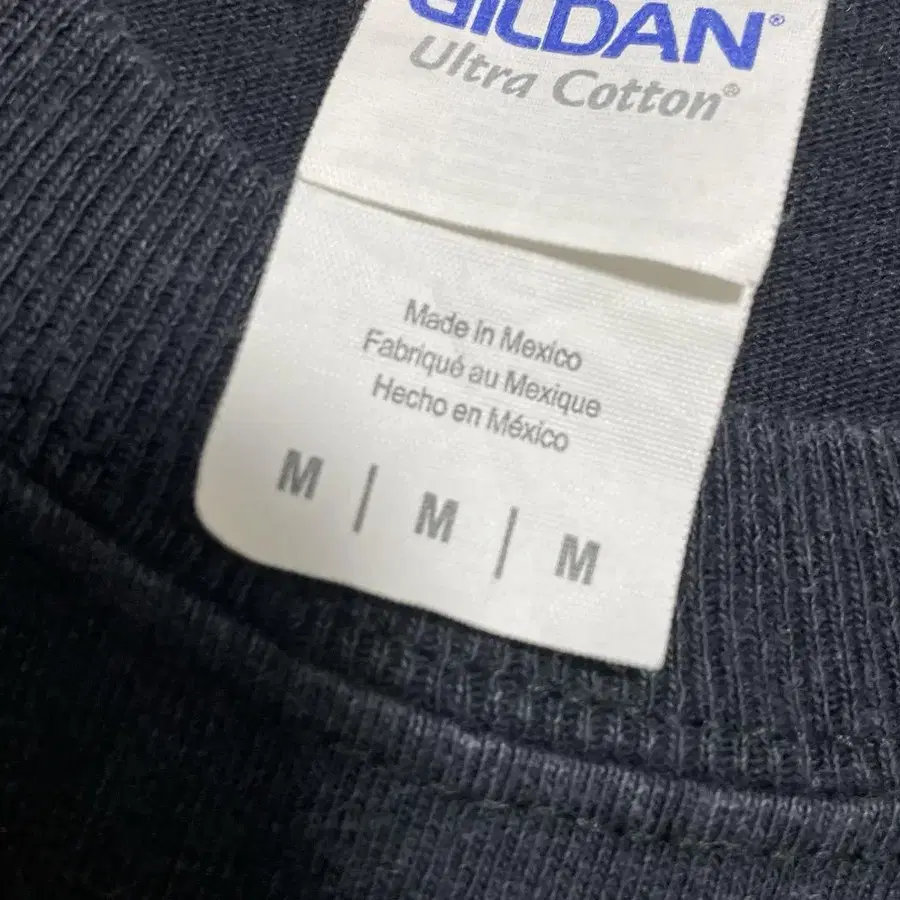 GILDAN®
Ultra Cotton®
Made in Mexico
Fabriqué au Mexique
Hecho en México
M | M | M